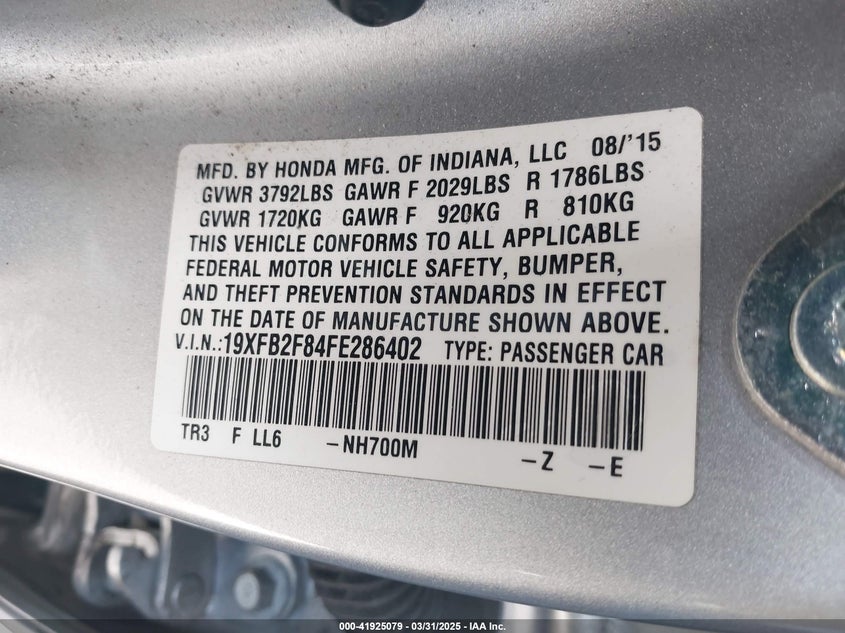 MFD. BY HONDA MFG. OF INDIANA, LLC 08/'15
GVWR 3792LBS GAWR F 2029LBS R 1786LBS
GVWR 1720KG GAWR F 920KG R 810KG
THIS VEHICLE CONFORMS TO ALL APPLICABLE
FEDERAL MOTOR VEHICLE SAFETY, BUMPER,
AND THEFT PREVENTION STANDARDS IN EFFECT
ON THE DATE OF MANUFACTURE SHOWN ABOVE.
V.I.N.:19XFB2F84FE286402 TYPE: PASSENGER CAR
TR3 F LL6 -NH700M -Z -E
000-41925079 - 03/31/2025 - IAA Inc.